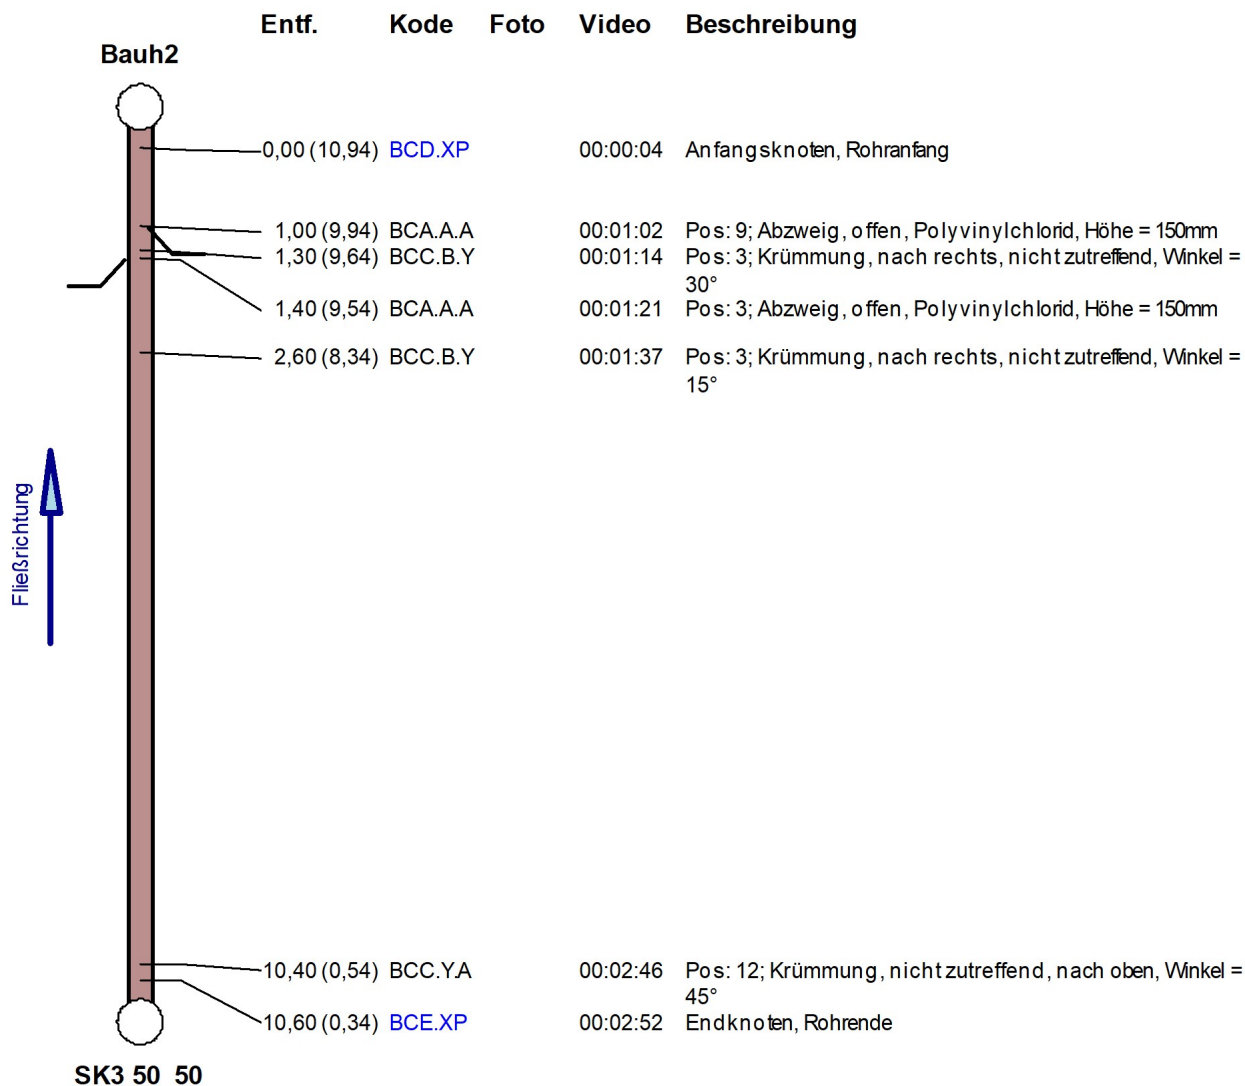 Entf. Kode Foto Video Beschreibung
Bauh2
0,00 (10,94) BCD.XP 00:00:04 Anfangsknoten, Rohranfang
1,00 (9,94) BCA.A.A 00:01:02 Pos: 9; Abzweig, offen, Polyvinylchlorid, Höhe = 150mm
1,30 (9,64) BCC.B.Y 00:01:14 Pos: 3; Krümmung, nach rechts, nicht zutreffend, Winkel =
30°
1,40 (9,54) BCA.A.A 00:01:21 Pos: 3; Abzweig, offen, Polyvinylchlorid, Höhe = 150mm
2,60 (8,34) BCC.B.Y 00:01:37 Pos: 3; Krümmung, nach rechts, nicht zutreffend, Winkel =
15°
Fließrichtung
10,40 (0,54) BCC.Y.A 00:02:46 Pos: 12; Krümmung, nicht zutreffend, nach oben, Winkel =
45°
10,60 (0,34) BCE.XP 00:02:52 Endknoten, Rohrende
SK3 50 50